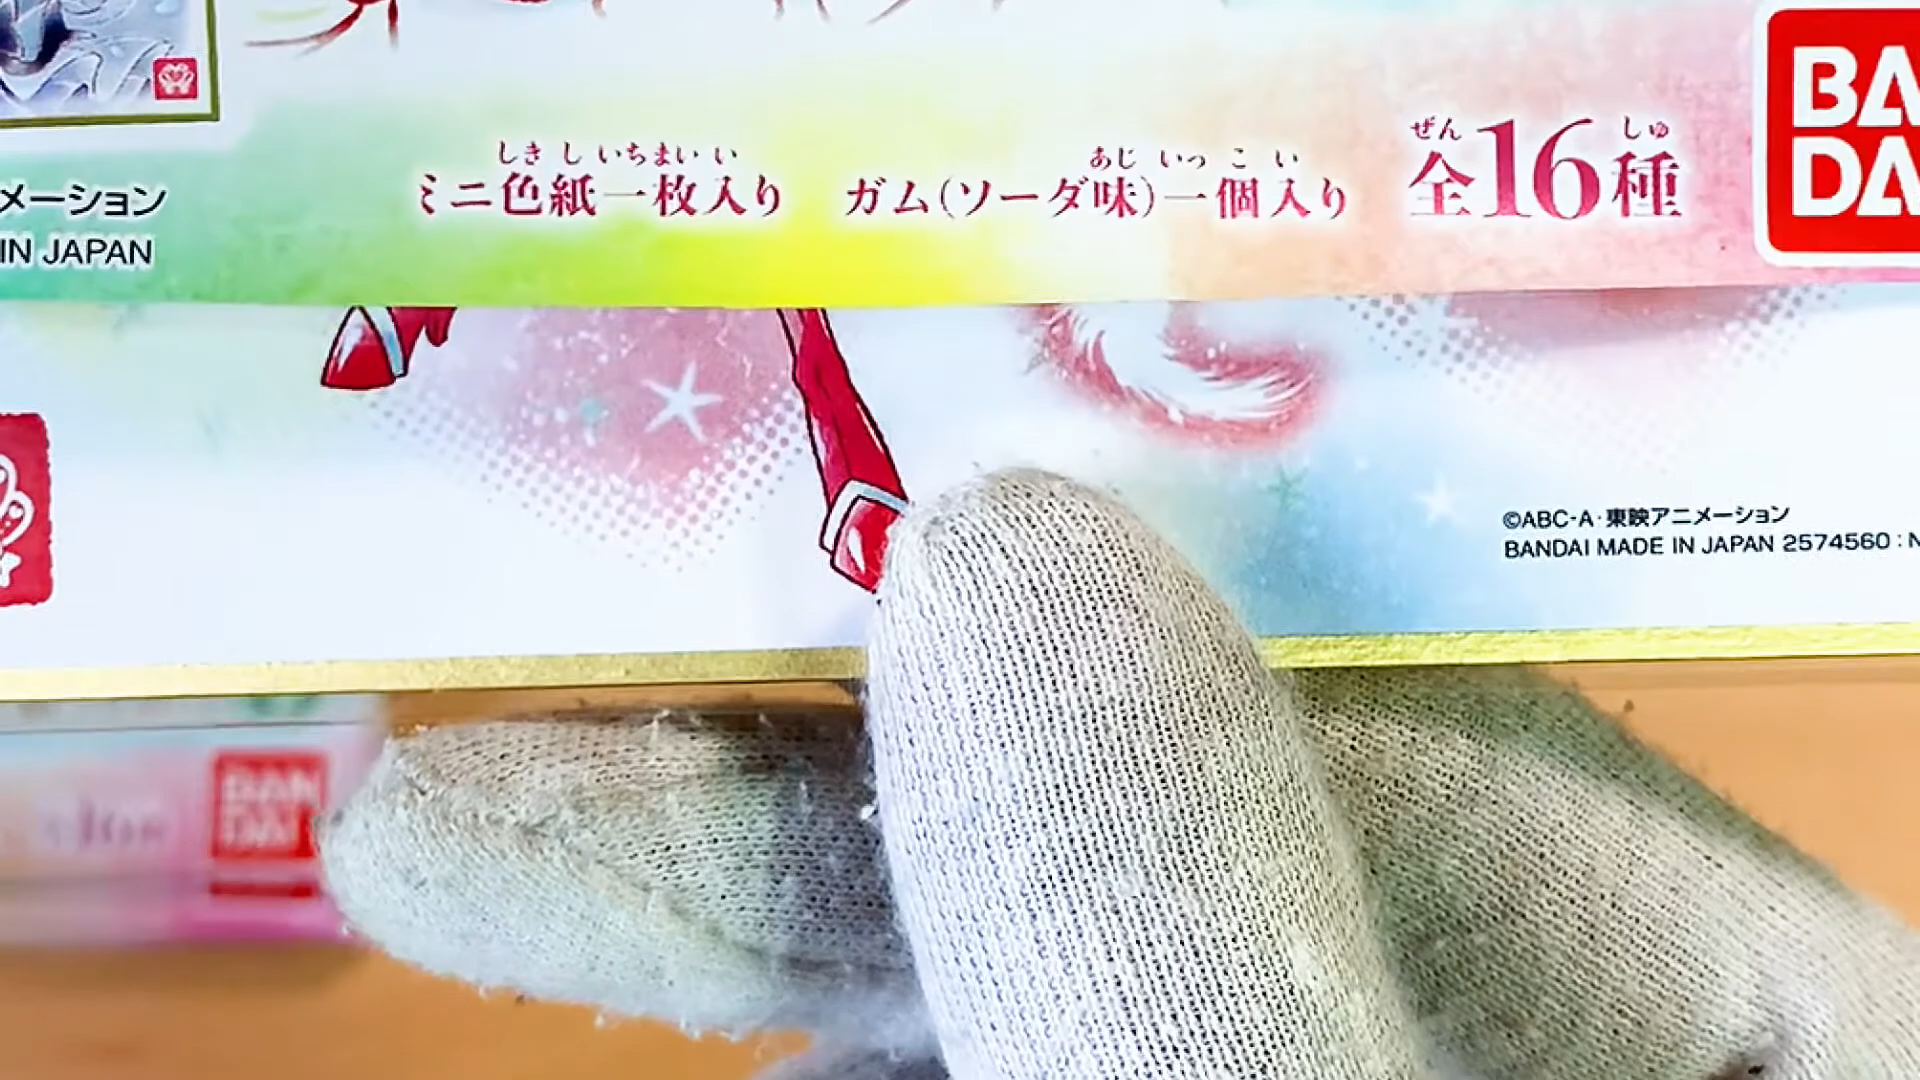 しきしいちまいい
ミニ色紙一枚入り
あじ いっこ い
ガム(ソーダ味)一個入り
ぜん しゅ
全16種
BA
DA
メーション
IN JAPAN
©ABC-A・東映アニメーション
BANDAI MADE IN JAPAN 2574560:N
BAN
DAI